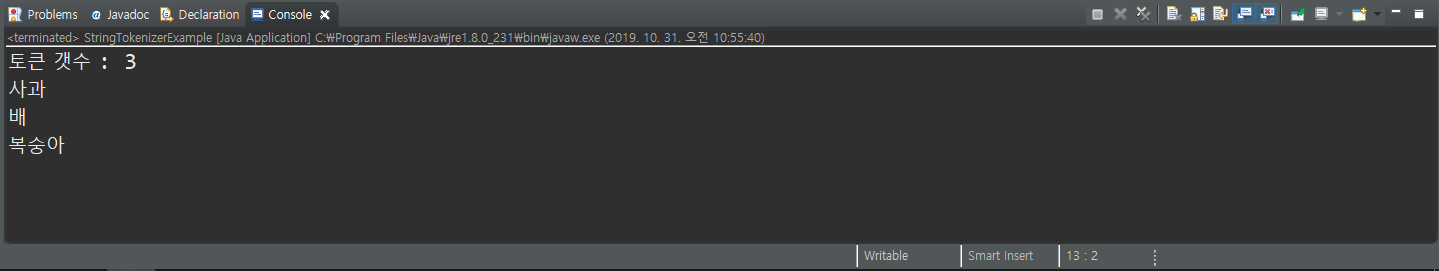 Problems @ Javadoc Declaration Console
<terminated> StringTokenizerExample [Java Application] C:₩Program Files₩Java₩jre1.8.0_231₩bin₩javaw.exe (2019. 10. 31. 오전 10:55:40)
토큰 갯수 : 3
사과
배
복숭아
Writable Smart Insert 13 : 2